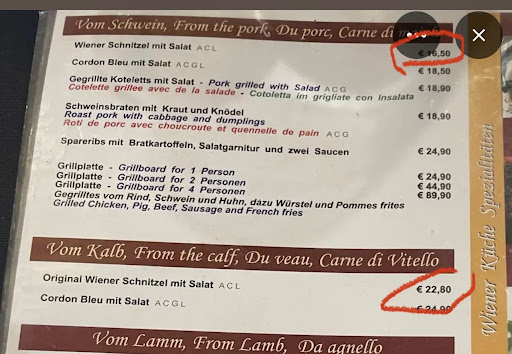 Vom Schwein, From the pork, Du porc, Carne di
Wiener Schnitzel mit Salat ACL € 16,50
Cordon Bleu mit Salat ACGL € 18,50
Gegrillte Koteletts mit Salat - Pork grilled with Salad ACG € 18,90
Cotelette grillee avec de la salade - Cotoletta im grigliate con Insalata
Schweinsbraten mit Kraut und Knödel € 18,90
Roast pork with cabbage and dumplings
Roti de porc avec choucroute et quennelle de pain ACG
Spareribs mit Bratkartoffeln, Salatgarnitur und zwei Saucen € 24,90
Grillplatte - Grillboard for 1 Person € 24,90
Grillplatte - Grillboard for 2 Personen € 44,90
Grillplatte - Grillboard for 4 Personen € 89,90
Gegrilltes vom Rind, Schwein und Huhn, dazu Würstel und Pommes frites
Grilled Chicken, Pig, Beef, Sausage and French fries
Vom Kalb, From the calf, Du veau, Carne di Vitello
Original Wiener Schnitzel mit Salat ACL € 22,80
Cordon Bleu mit Salat ACGL € 24,90
Vom Lamm, From Lamb, Da agnello
Wiener Küche Spezialitäten